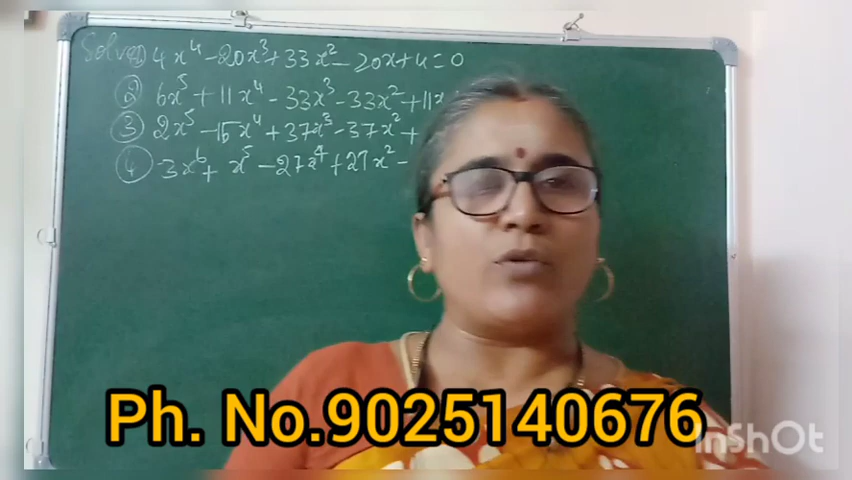 Solve ① 4x⁴ - 20x³ + 33x² - 20x + 4 = 0
② 6x⁵ + 11x⁴ - 33x³ - 33x² + 11x
③ 2x⁵ - 15x⁴ + 37x³ - 37x² +
④ 3x⁶ + x⁵ - 27x⁴ + 27x² -
Ph. No.9025140676
InShOt